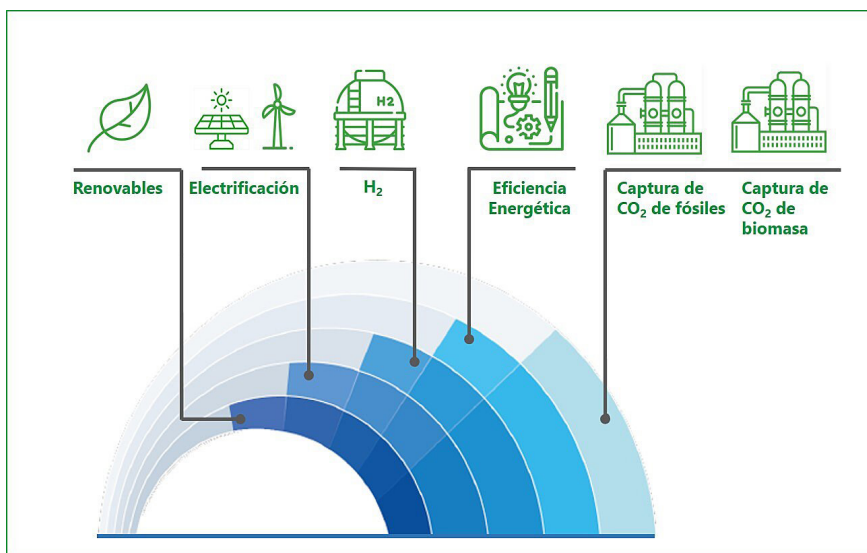 H2
Renovables
Electrificación
H₂
Eficiencia
Energética
Captura de
CO₂ de fósiles
Captura de
CO₂ de
biomasa